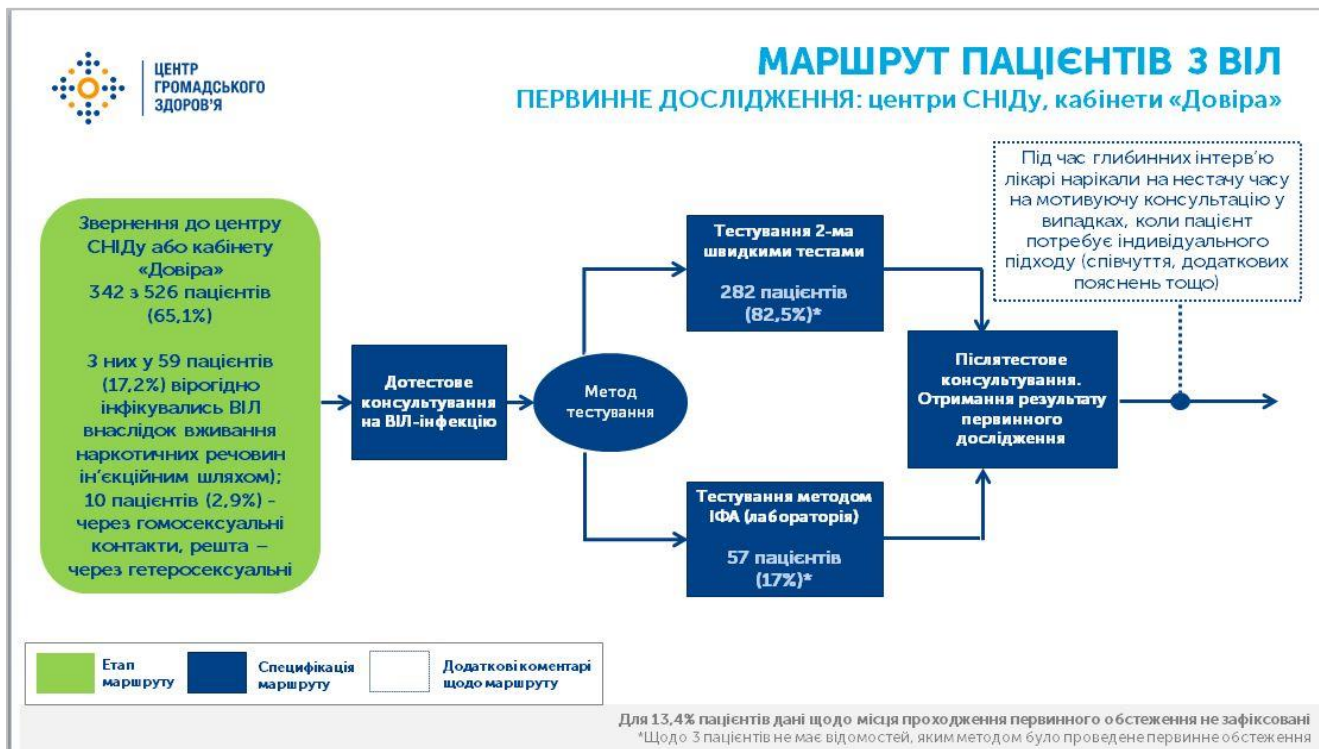 ЦЕНТР
ГРОМАДСЬКОГО
ЗДОРОВ'Я
МАРШРУТ ПАЦІЄНТІВ З ВІЛ
ПЕРВИННЕ ДОСЛІДЖЕННЯ: центри СНІДу, кабінети «Довіра»
Звернення до центру
СНІДу або кабінету
«Довіра»
342 з 526 пацієнтів
(65,1%)
З них у 59 пацієнтів
(17,2%) вірогідно
інфікувались ВІЛ
внаслідок вживання
наркотичних речовин
ін'єкційним шляхом);
10 пацієнтів (2,9%) -
через гомосексуальні
контакти, решта –
через гетеросексуальні
Дотестове
консультування
на ВІЛ-інфекцію
Метод
тестування
Тестування 2-ма
швидкими тестами
282 пацієнтів
(82,5%)*
Тестування методом
ІФА (лабораторія)
57 пацієнтів
(17%)*
Післятестове
консультування.
Отримання результату
первинного
дослідження
Під час глибинних інтерв'ю
лікарі нарікали на нестачу часу
на мотивуючу консультацію у
випадках, коли пацієнт
потребує індивідуального
підходу (співчуття, додаткових
пояснень тощо)
Етап
маршруту
Специфікація
маршруту
Додаткові коментарі
щодо маршруту
Для 13,4% пацієнтів дані щодо місця проходження первинного обстеження не зафіксовані
*Щодо 3 пацієнтів не має відомостей, яким методом було проведене первинне обстеження